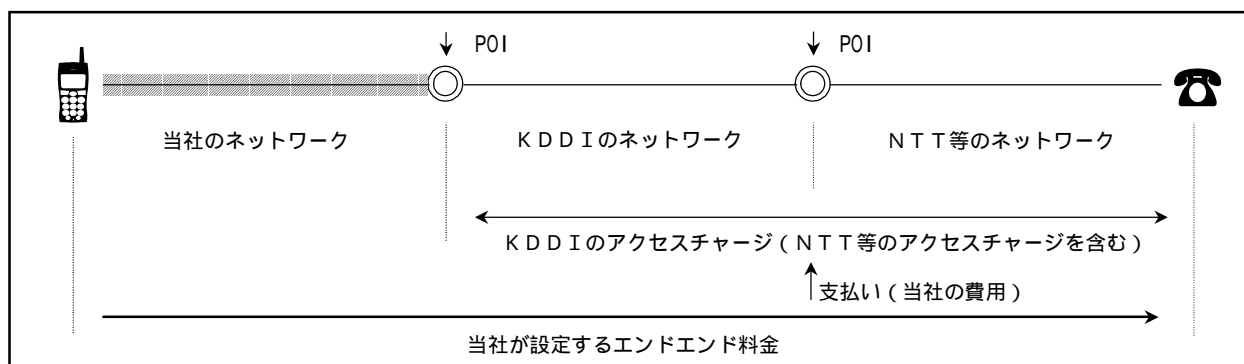 POI POI
当社のネットワーク ＫＤＤＩのネットワーク ＮＴＴ等のネットワーク
ＫＤＤＩのアクセスチャージ（ＮＴＴ等のアクセスチャージを含む）
支払い（当社の費用）
当社が設定するエンドエンド料金